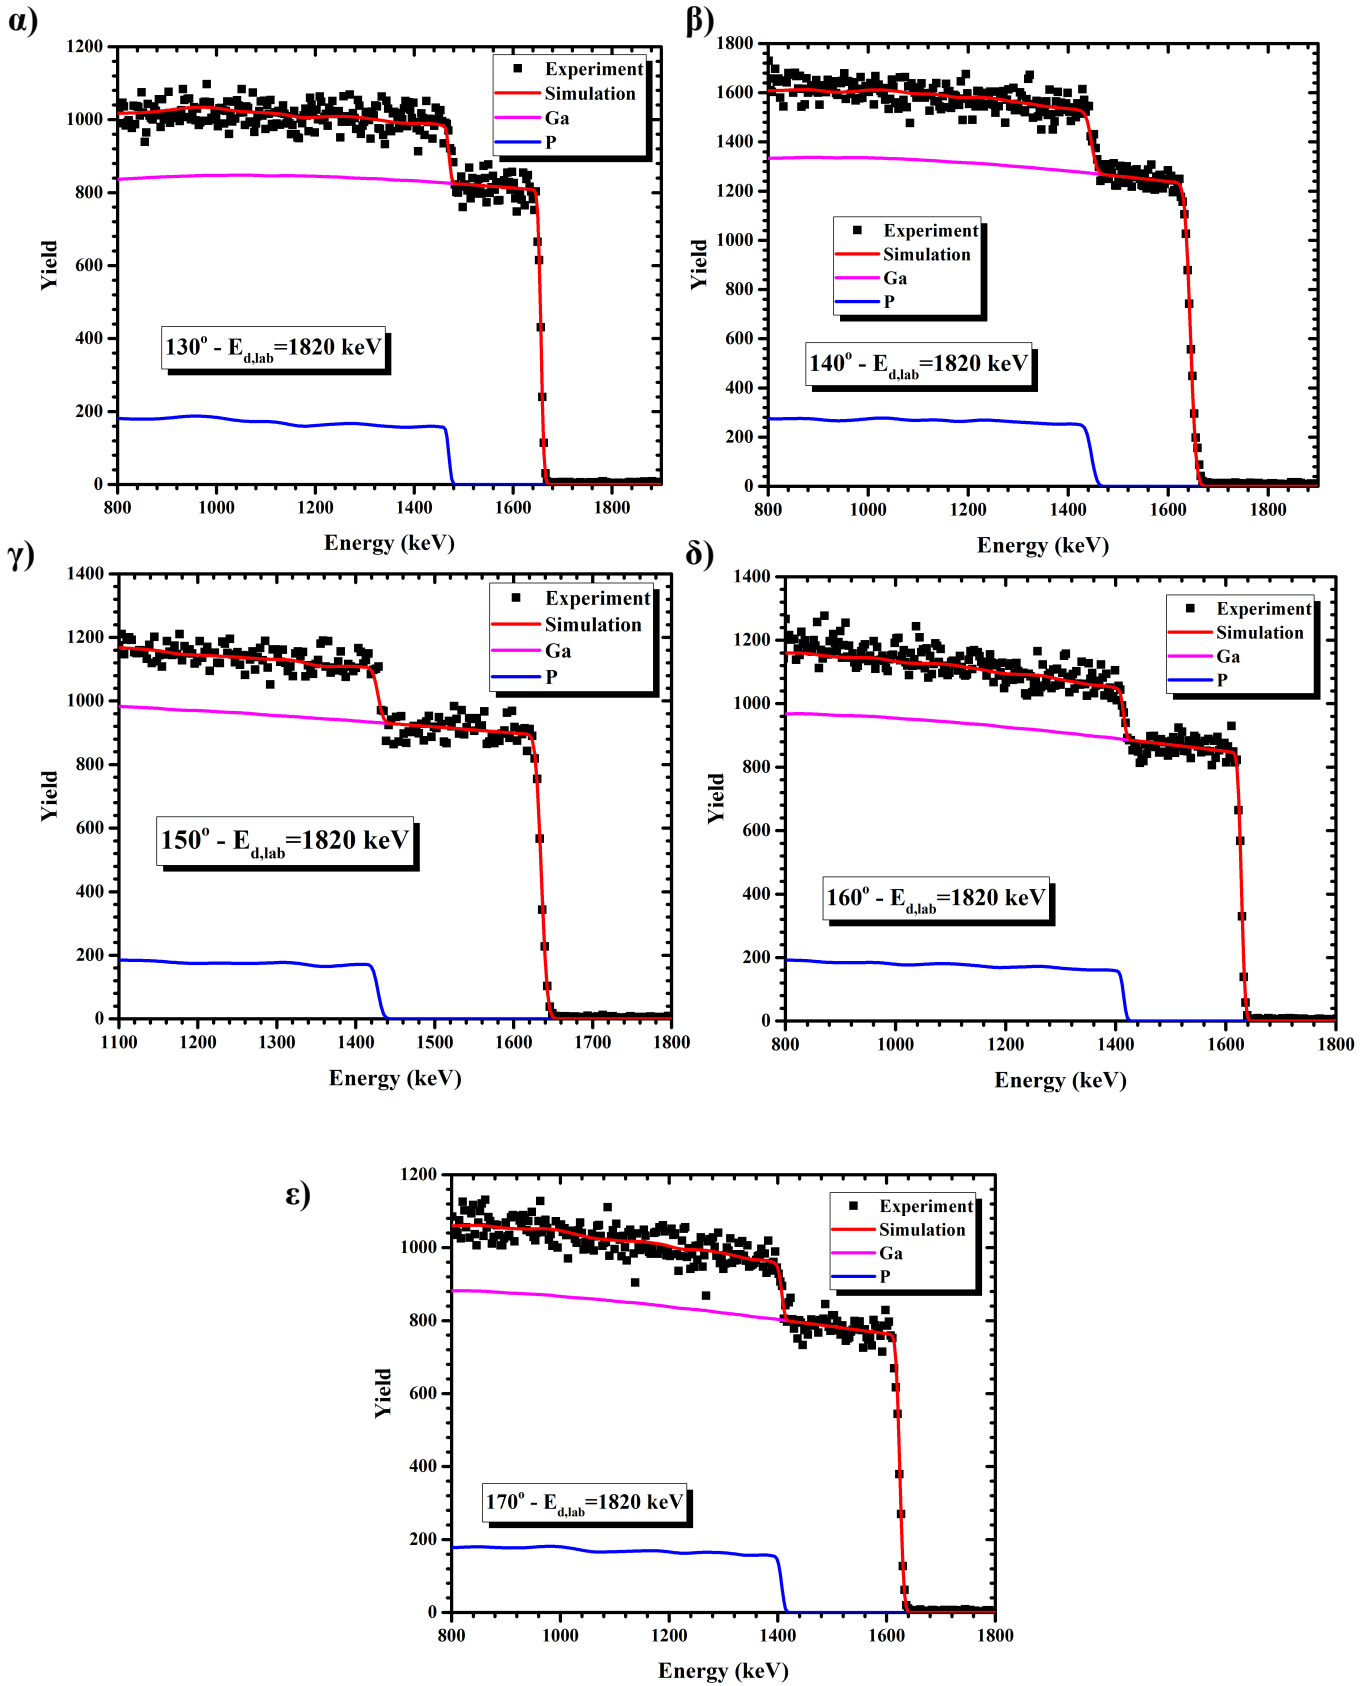 α)
1200
1000
800
600
400
200
0
Yield
Experiment
Simulation
Ga
P
130° - E_d,lab=1820 keV
800 1000 1200 1400 1600 1800
Energy (keV)
β)
1800
1600
1400
1200
1000
800
600
400
200
0
Yield
Experiment
Simulation
Ga
P
140° - E_d,lab=1820 keV
800 1000 1200 1400 1600 1800
Energy (keV)
γ)
1400
1200
1000
800
600
400
200
0
Yield
Experiment
Simulation
Ga
P
150° - E_d,lab=1820 keV
1100 1200 1300 1400 1500 1600 1700 1800
Energy (keV)
δ)
1400
1200
1000
800
600
400
200
0
Yield
Experiment
Simulation
Ga
P
160° - E_d,lab=1820 keV
800 1000 1200 1400 1600 1800
Energy (keV)
ε)
1200
1000
800
600
400
200
0
Yield
Experiment
Simulation
Ga
P
170° - E_d,lab=1820 keV
800 1000 1200 1400 1600 1800
Energy (keV)